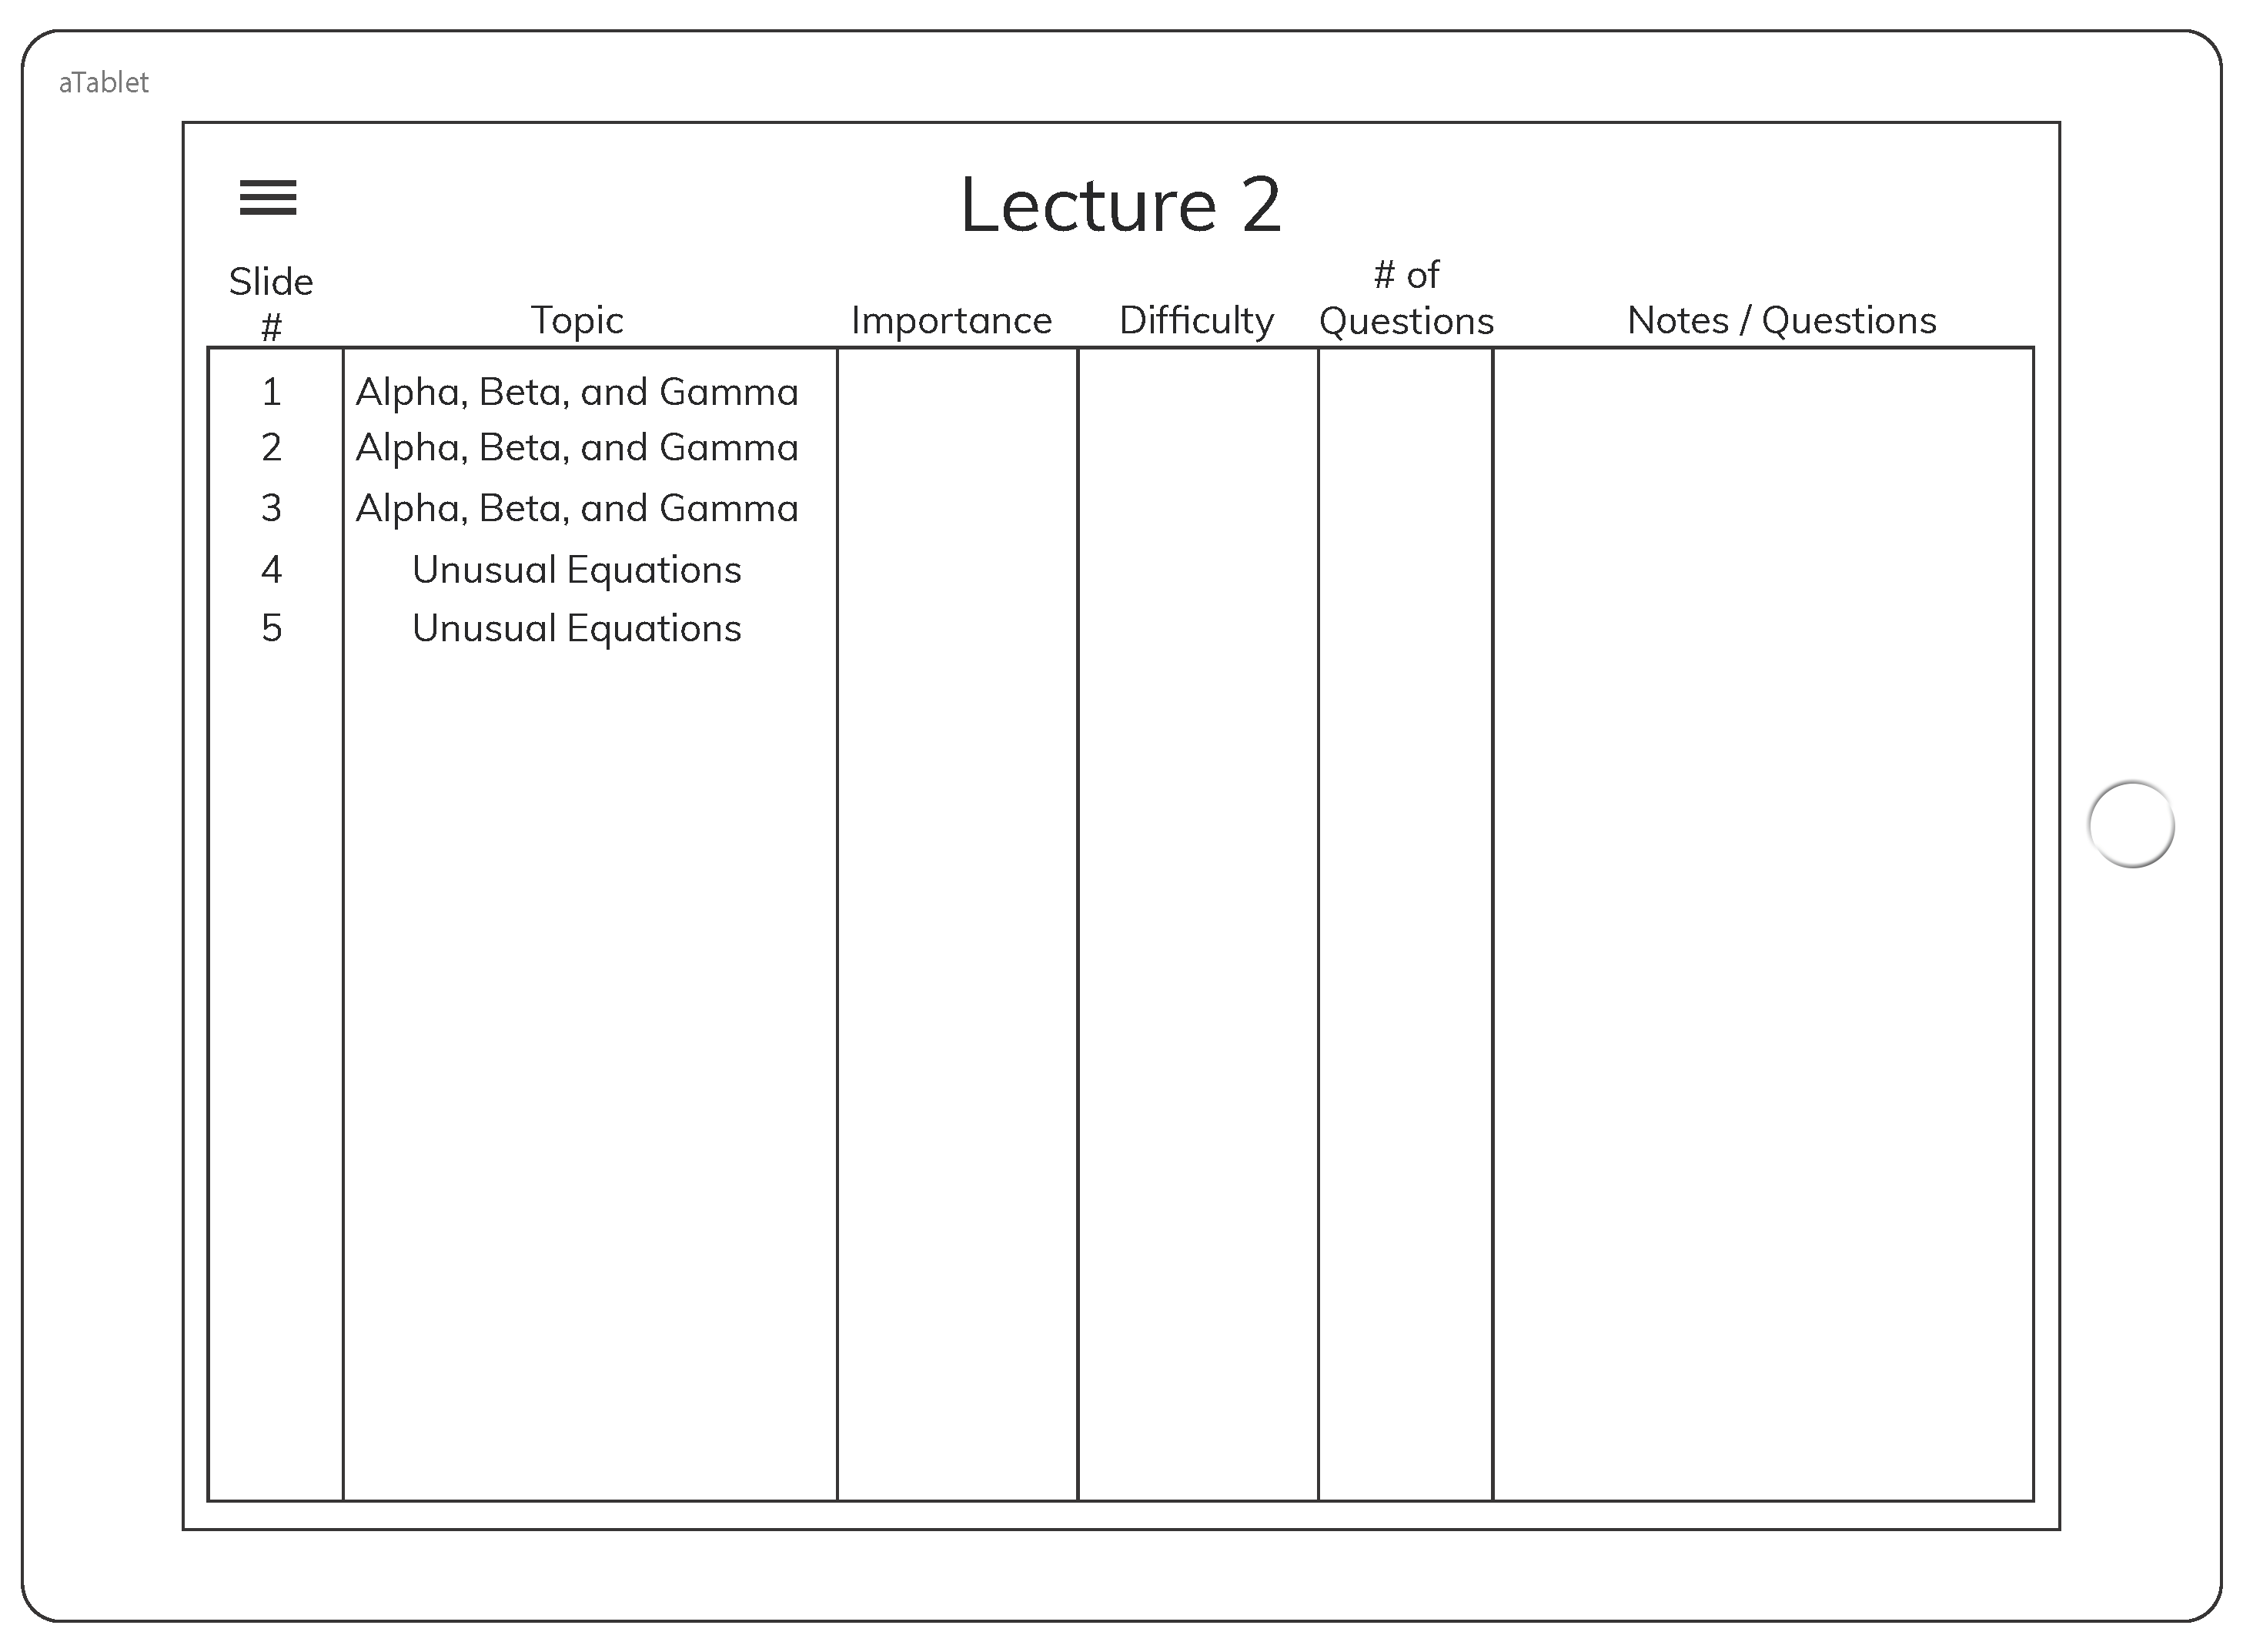 aTablet
Lecture 2
Slide
#
Topic
Importance
Difficulty
# of
Questions
Notes / Questions
1 Alpha, Beta, and Gamma
2 Alpha, Beta, and Gamma
3 Alpha, Beta, and Gamma
4 Unusual Equations
5 Unusual Equations